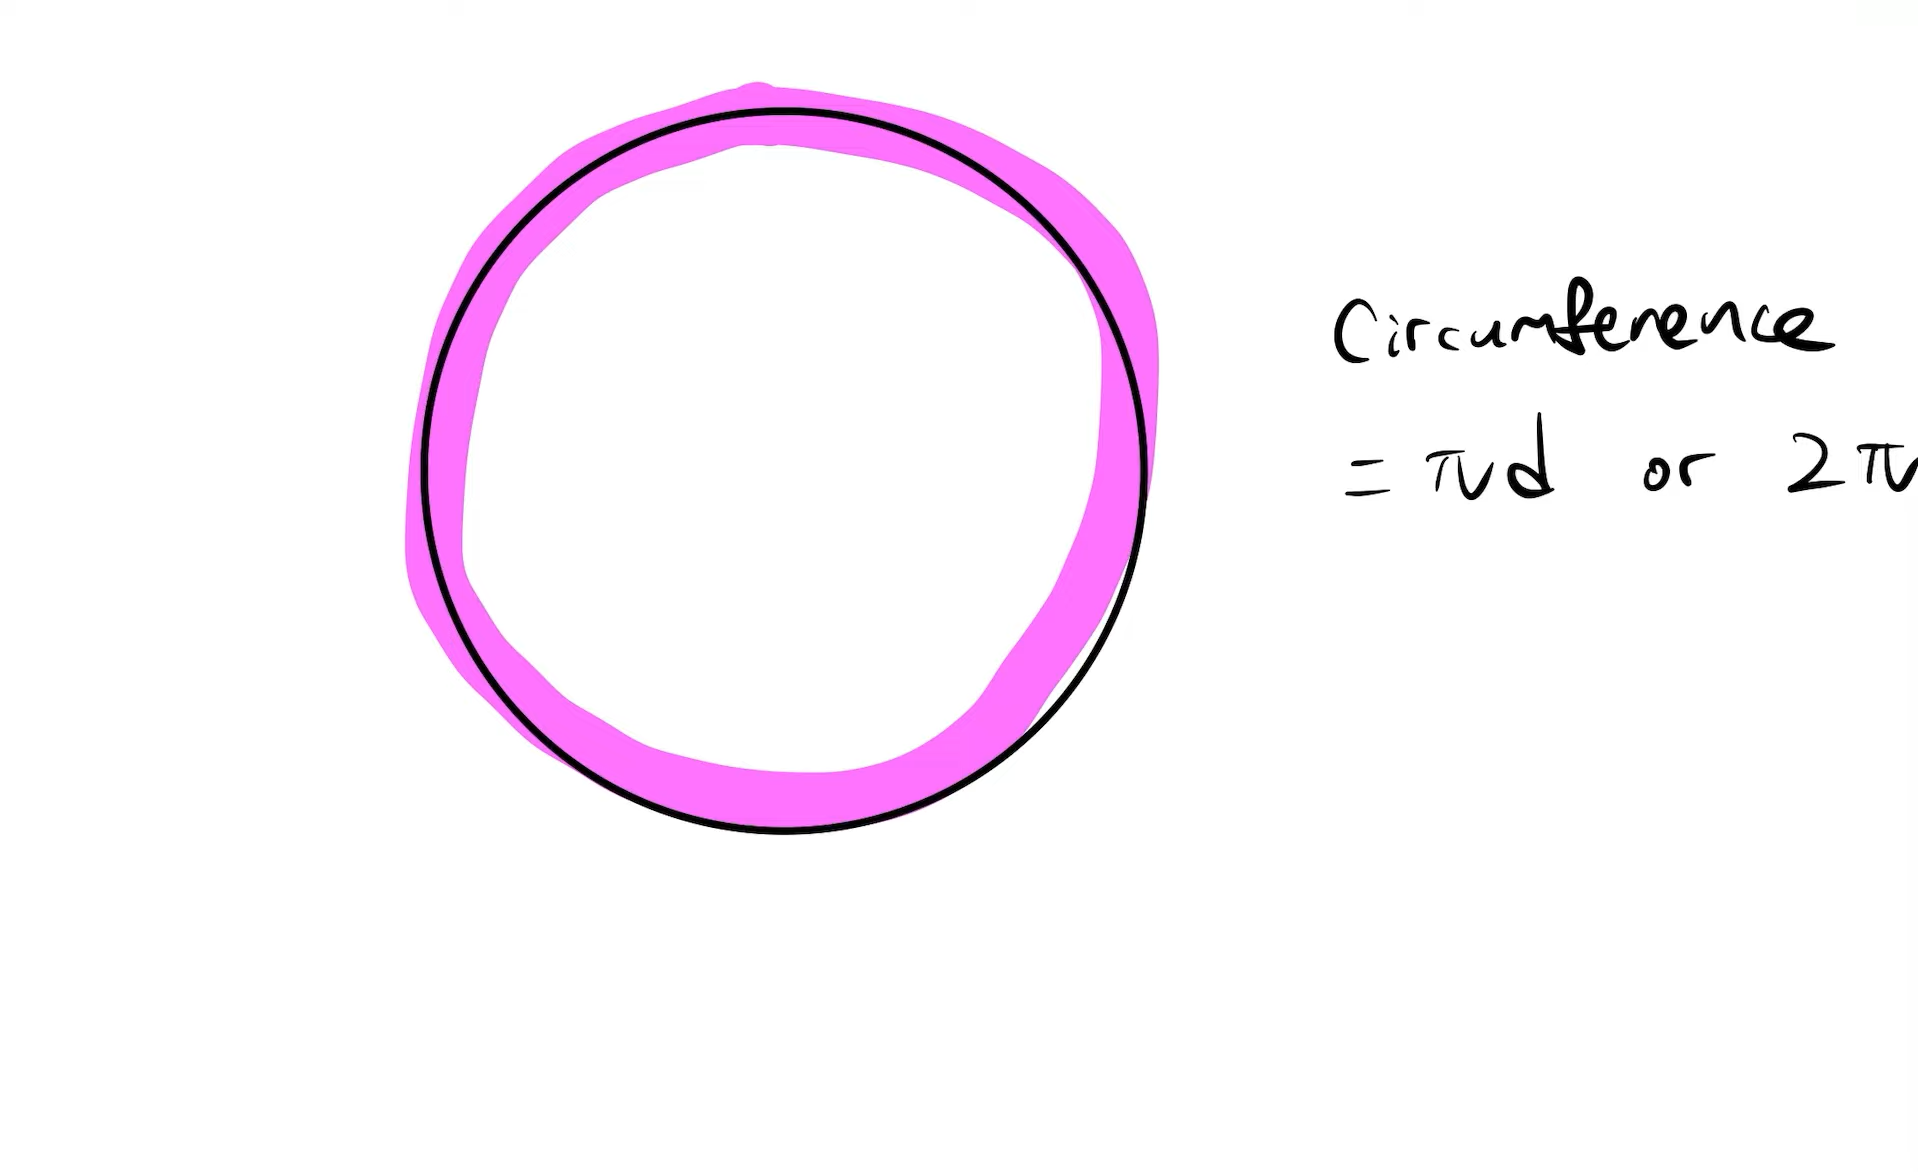 Circumference
= πd or 2π